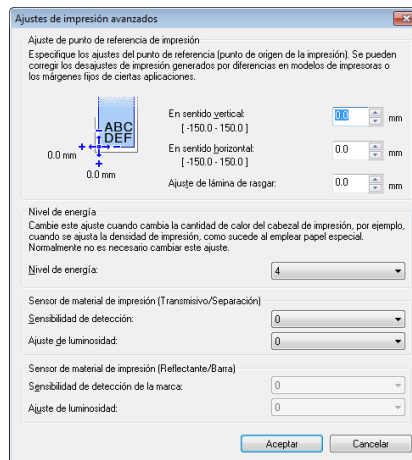 Ajustes de impresión avanzados
Ajuste de punto de referencia de impresión
Especifique los ajustes del punto de referencia (punto de origen de la impresión). Se pueden
corregir los desajustes de impresión generados por diferencias en modelos de impresoras o
los márgenes fijos de ciertas aplicaciones.
ABC
DEF
0.0 mm
0.0 mm
En sentido vertical:
0.0 mm
[ -150.0 - 150.0 ]
En sentido horizontal:
0.0 mm
[ -150.0 - 150.0 ]
Ajuste de lámina de rasgar:
0.0 mm
Nivel de energía
Cambie este ajuste cuando cambia la cantidad de calor del cabezal de impresión, por ejemplo,
cuando se ajusta la densidad de impresión, como sucede al emplear papel especial.
Normalmente no es necesario cambiar este ajuste.
Nivel de energía:
4
Sensor de material de impresión (Transmisivo/Separación)
Sensibilidad de detección:
0
Ajuste de luminosidad:
0
Sensor de material de impresión (Reflectante/Barra)
Sensibilidad de detección de la marca:
0
Ajuste de luminosidad:
0
Aceptar
Cancelar